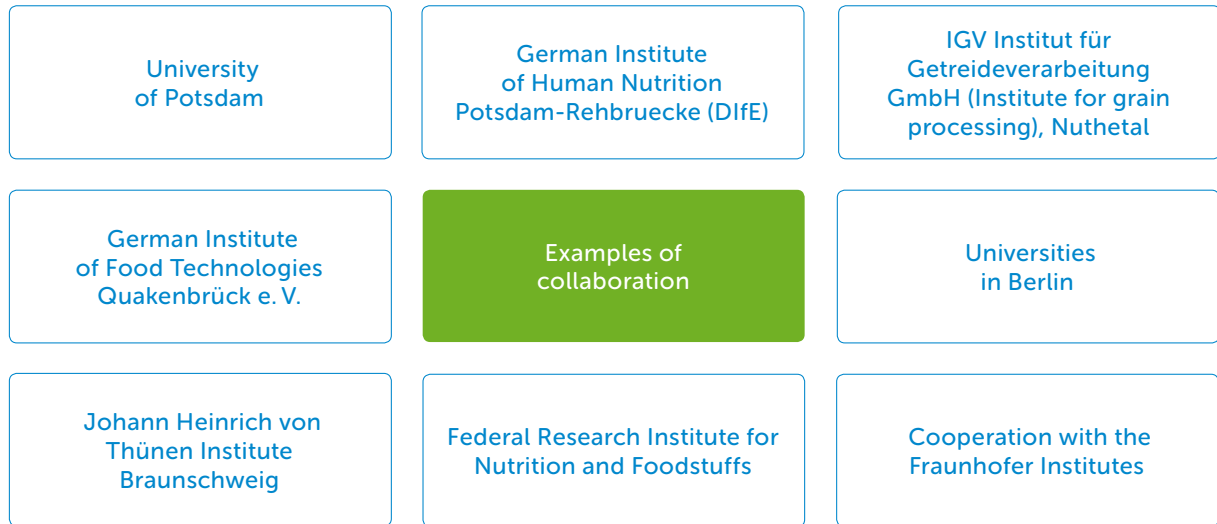 University
of Potsdam
German Institute
of Human Nutrition
Potsdam-Rehbruecke (DIfE)
IGV Institut für
Getreideverarbeitung
GmbH (Institute for grain
processing), Nuthetal
German Institute
of Food Technologies
Quakenbrück e. V.
Examples of
collaboration
Universities
in Berlin
Johann Heinrich von
Thünen Institute
Braunschweig
Federal Research Institute for
Nutrition and Foodstuffs
Cooperation with the
Fraunhofer Institutes